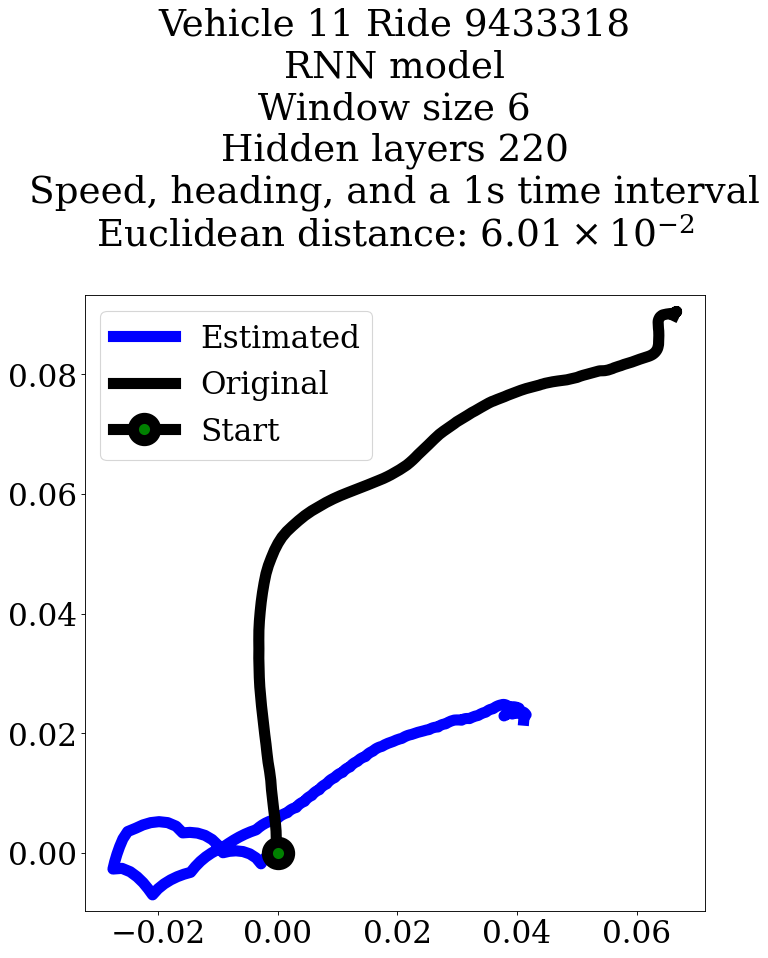 Vehicle 11 Ride 9433318
RNN model
Window size 6
Hidden layers 220
Speed, heading, and a 1s time interval
Euclidean distance: 6.01 × 10⁻²
Estimated
Original
Start
0.08
0.06
0.04
0.02
0.00
−0.02 0.00 0.02 0.04 0.06